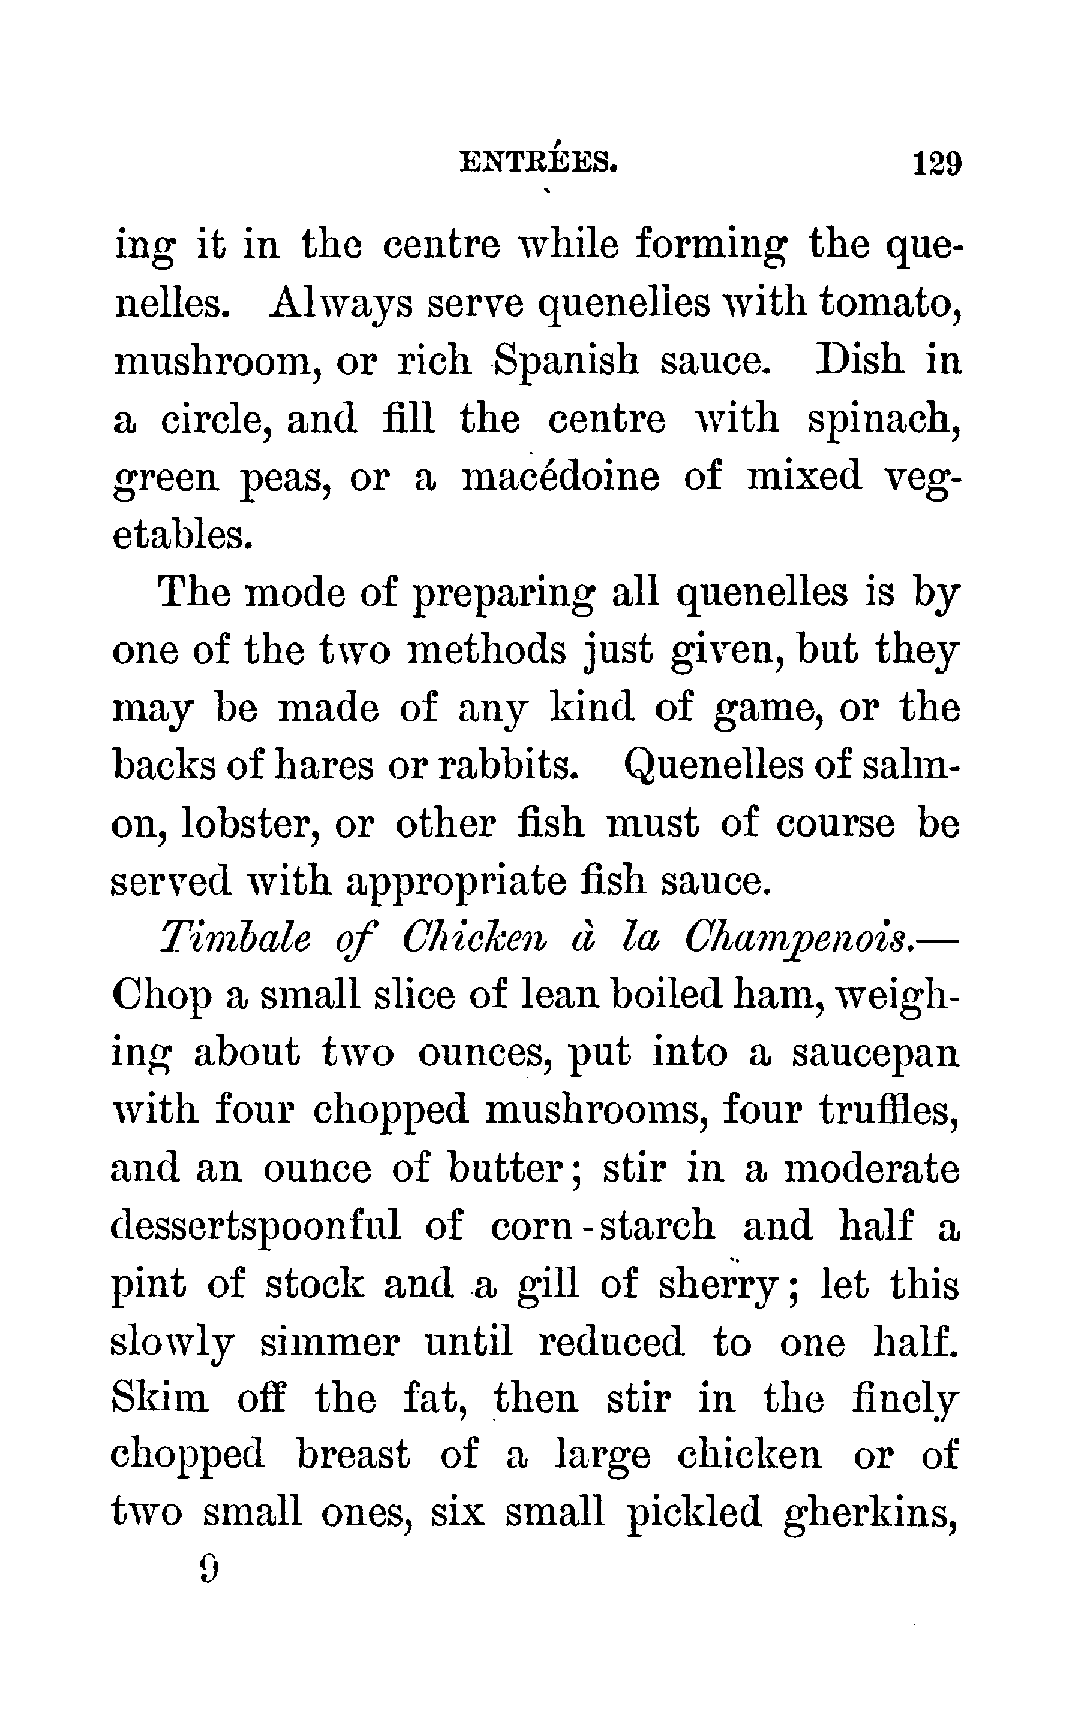 ENTRÉES. 129
ing it in the centre while forming the que-
nelles. Always serve quenelles with tomato,
mushroom, or rich Spanish sauce. Dish in
a circle, and fill the centre with spinach,
green peas, or a macédoine of mixed veg-
etables.
The mode of preparing all quenelles is by
one of the two methods just given, but they
may be made of any kind of game, or the
backs of hares or rabbits. Quenelles of salm-
on, lobster, or other fish must of course be
served with appropriate fish sauce.
Timbale of Chicken à la Champenois.—
Chop a small slice of lean boiled ham, weigh-
ing about two ounces, put into a saucepan
with four chopped mushrooms, four truffles,
and an ounce of butter; stir in a moderate
dessertspoonful of corn-starch and half a
pint of stock and a gill of sherry; let this
slowly simmer until reduced to one half.
Skim off the fat, then stir in the finely
chopped breast of a large chicken or of
two small ones, six small pickled gherkins,
9